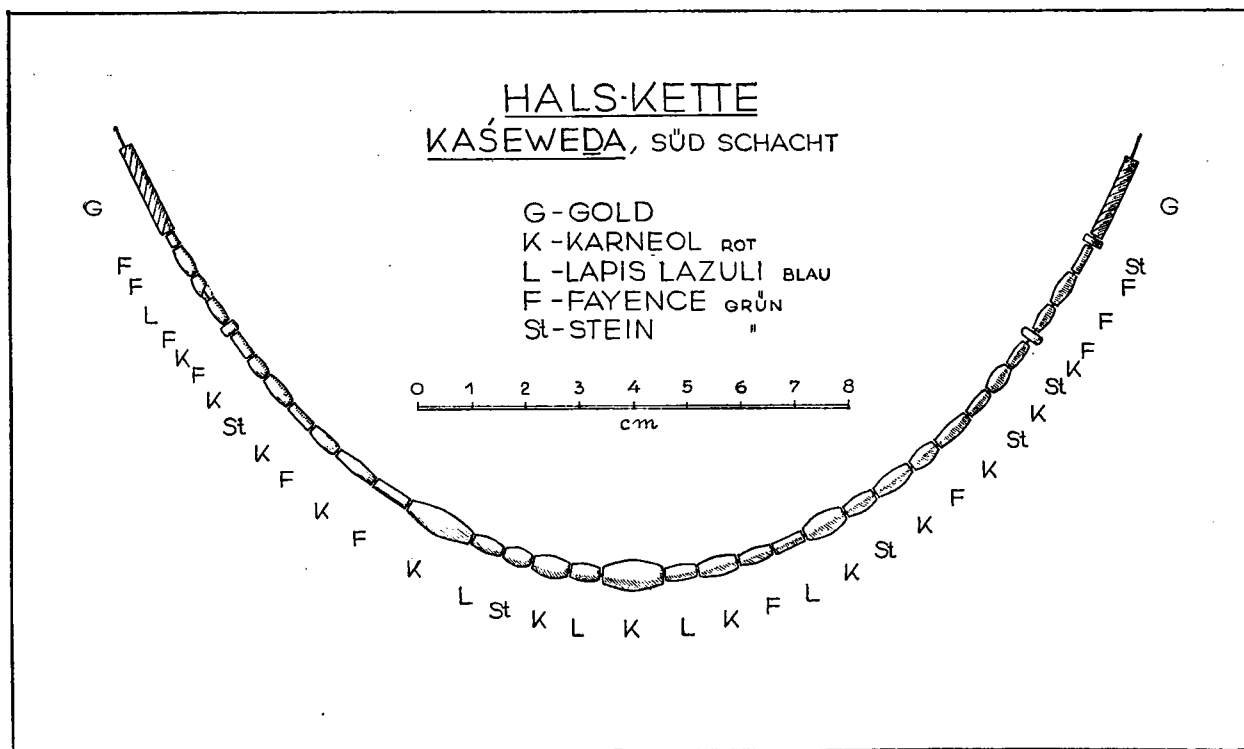 HALS·KETTE
KAŚEWEDA, SÜD SCHACHT
G - GOLD
K - KARNEOL ROT
L - LAPIS LAZULI BLAU
F - FAYENCE GRÜN
St - STEIN "
0 1 2 3 4 5 6 7 8
cm
G
F
F
L
F
K
F
K
St
K
F
K
F
K
L
St
K
L
K
L
K
F
L
K
St
K
F
K
St
K
St
K
F
F
F
St
G